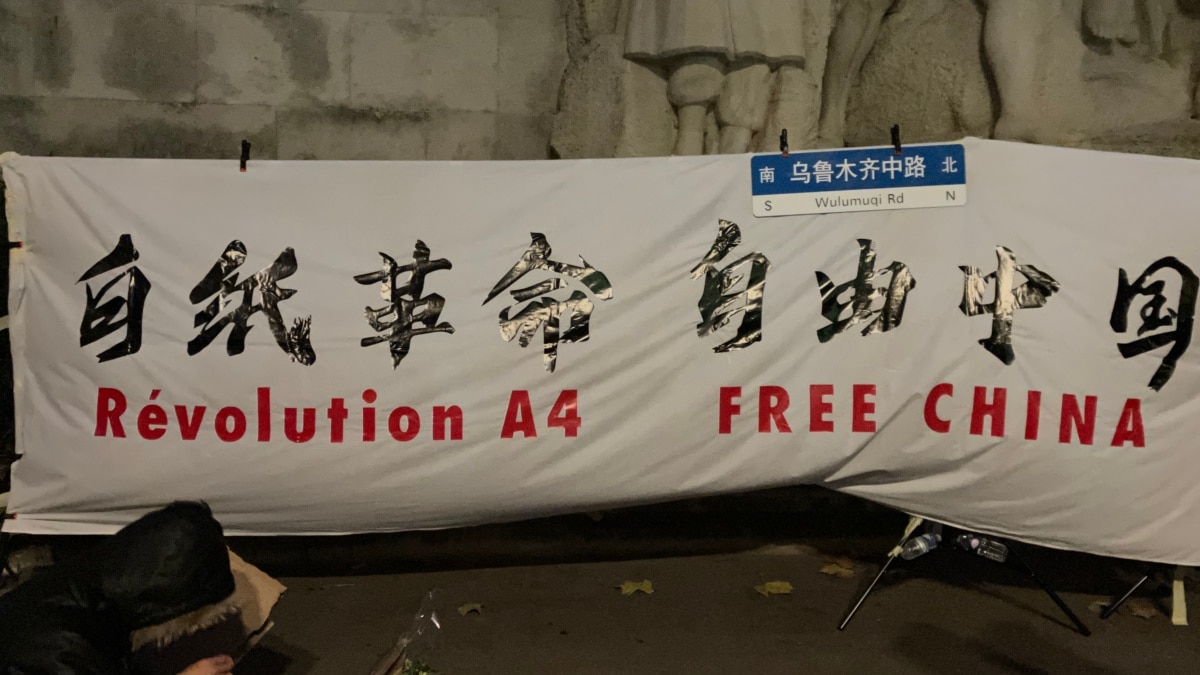 南 乌鲁木齐中路 北
S Wulumuqi Rd N
白纸革命 自由中国
Révolution A4 FREE CHINA